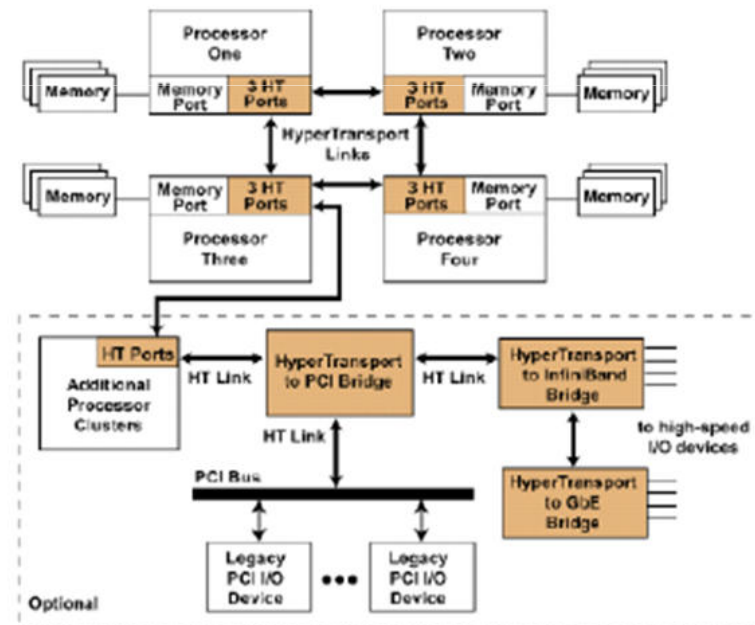 Processor
One
Processor
Two
Memory
Memory
Port
3 HT
Ports
3 HT
Ports
Memory
Port
Memory
HyperTransport
Links
Memory
Memory
Port
3 HT
Ports
3 HT
Ports
Memory
Port
Memory
Processor
Three
Processor
Four
HT Ports
Additional
Processor
Clusters
HT Link
HyperTransport
to PCI Bridge
HT Link
HyperTransport
to InfiniBand
Bridge
to high-speed
I/O devices
HT Link
PCI Bus
HyperTransport
to GbE
Bridge
Legacy
PCI I/O
Device
Legacy
PCI I/O
Device
Optional